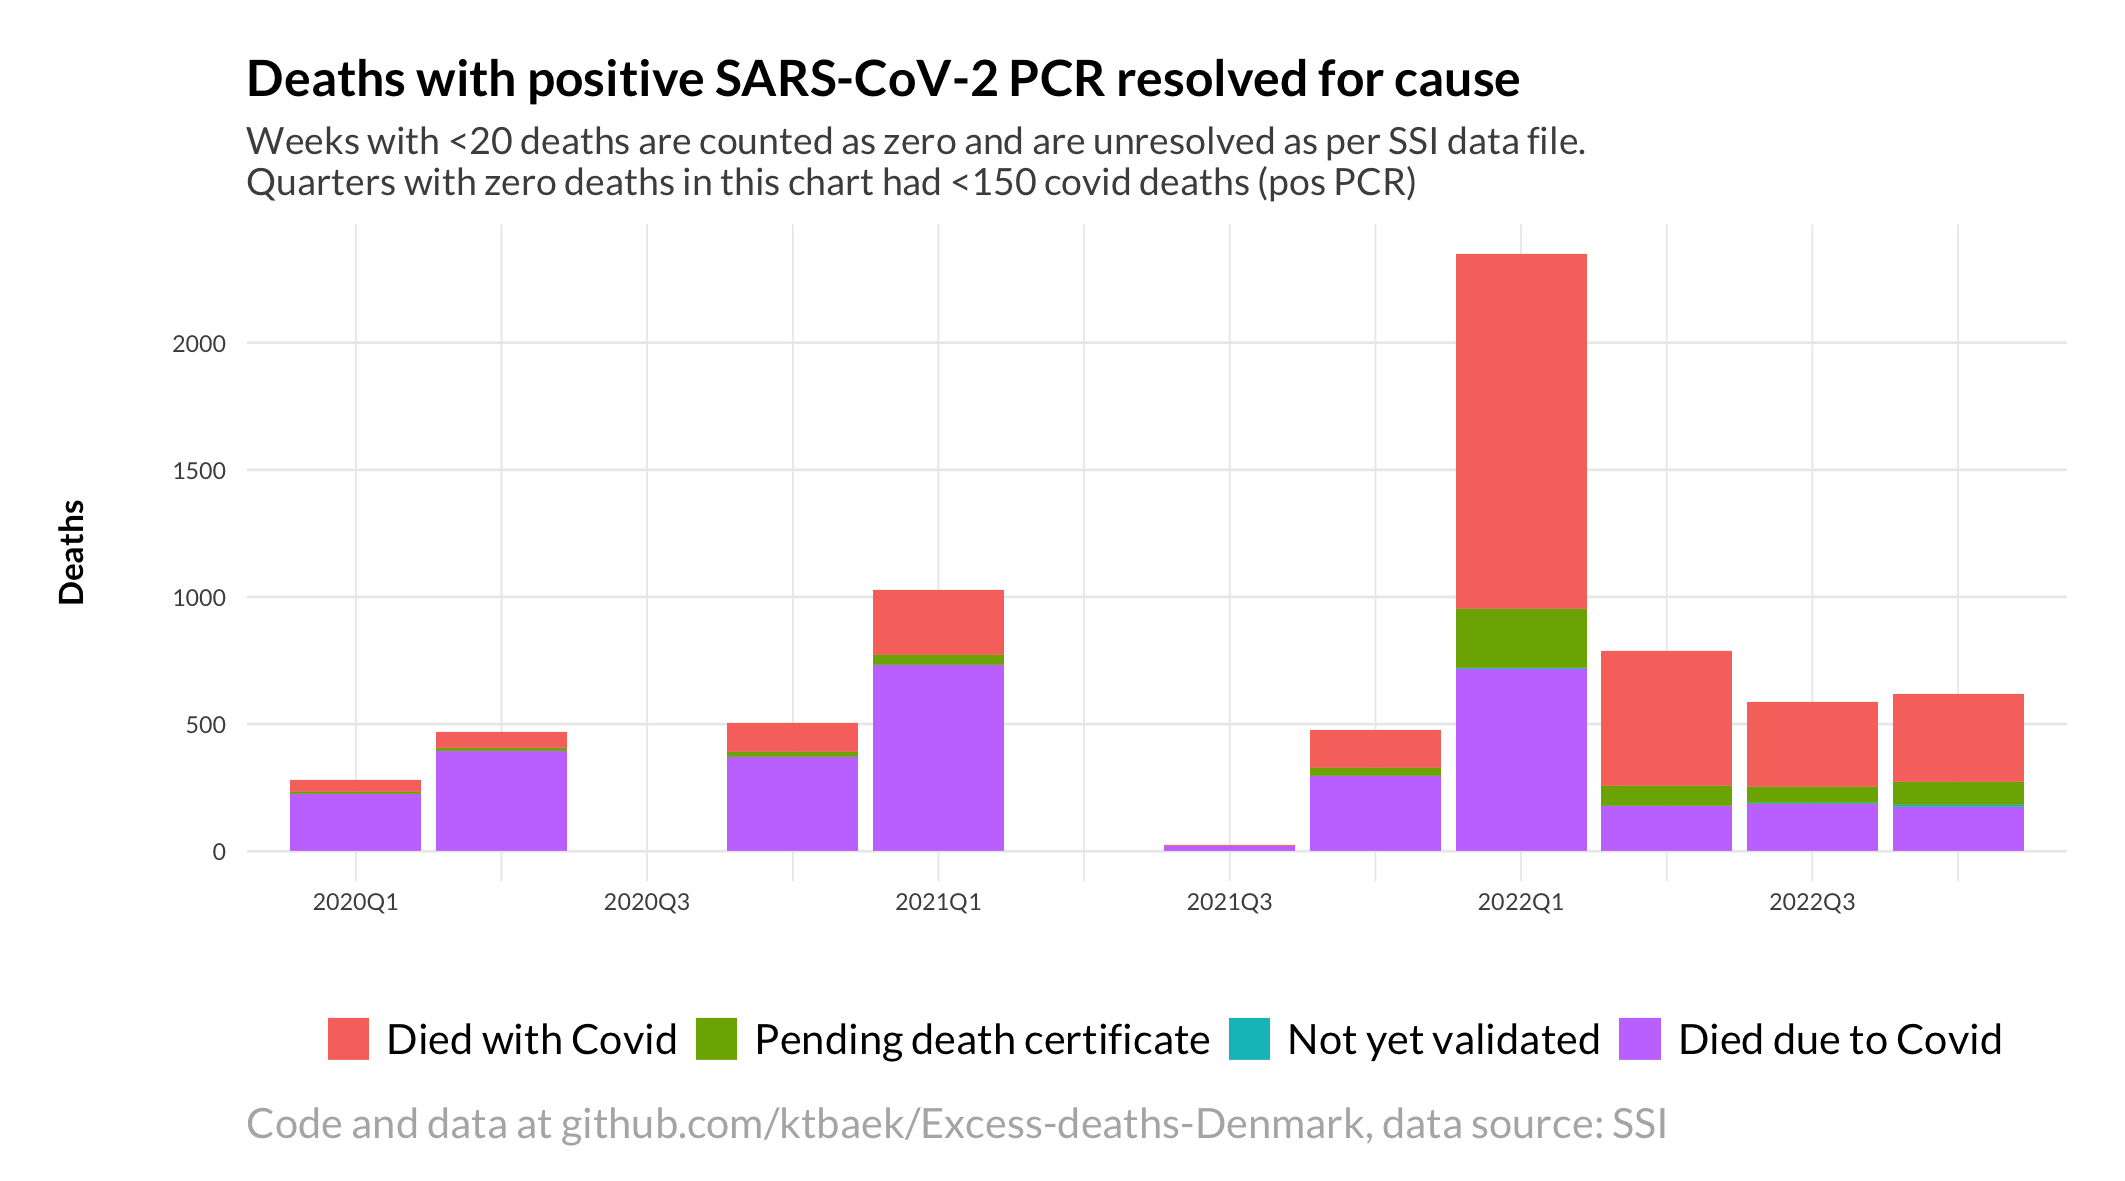 Deaths with positive SARS-CoV-2 PCR resolved for cause
Weeks with <20 deaths are counted as zero and are unresolved as per SSI data file.
Quarters with zero deaths in this chart had <150 covid deaths (pos PCR)
Deaths
2000
1500
1000
500
0
2020Q1 2020Q3 2021Q1 2021Q3 2022Q1 2022Q3
Died with Covid Pending death certificate Not yet validated Died due to Covid
Code and data at github.com/ktbaek/Excess-deaths-Denmark, data source: SSI